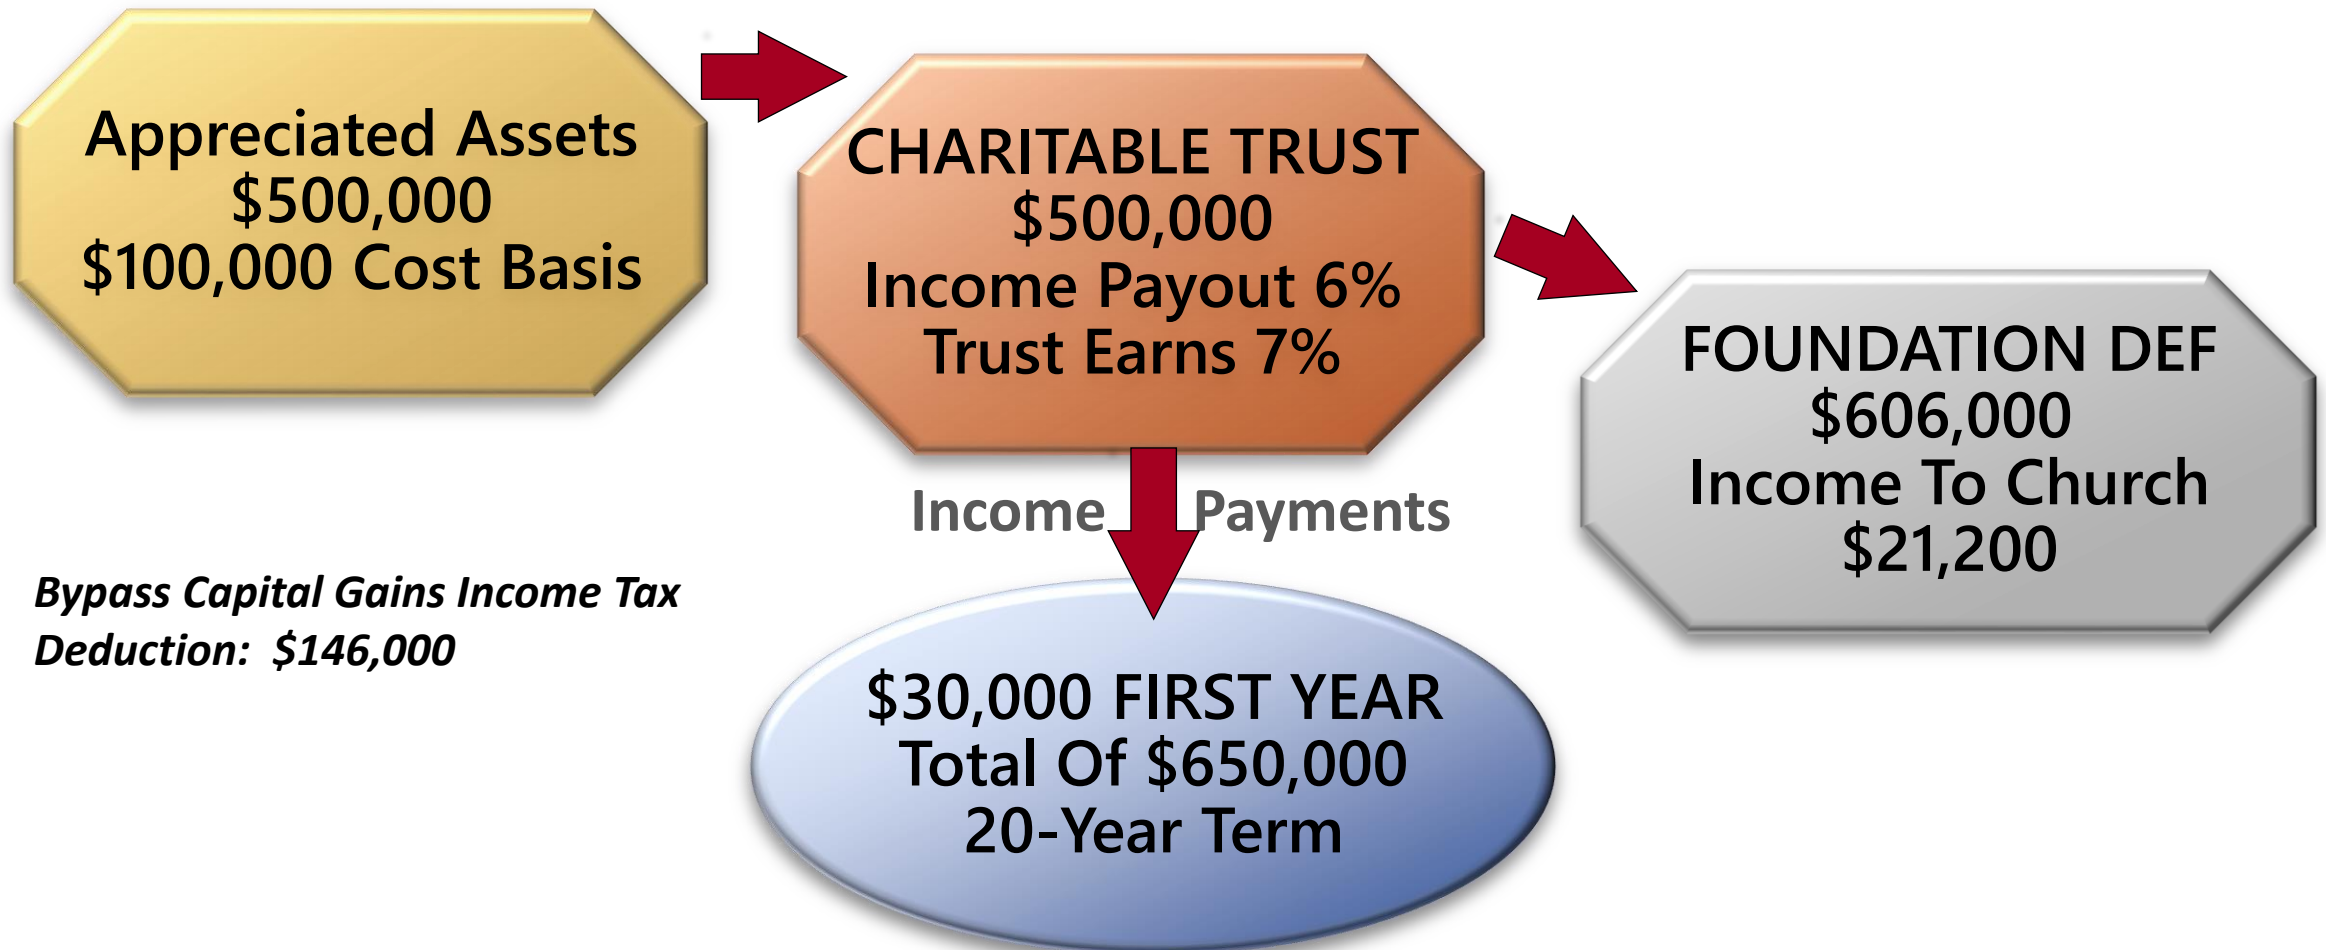 Appreciated Assets
$500,000
$100,000 Cost Basis
CHARITABLE TRUST
$500,000
Income Payout 6%
Trust Earns 7%
FOUNDATION DEF
$606,000
Income To Church
$21,200
Income Payments
Bypass Capital Gains Income Tax
Deduction: $146,000
$30,000 FIRST YEAR
Total Of $650,000
20-Year Term